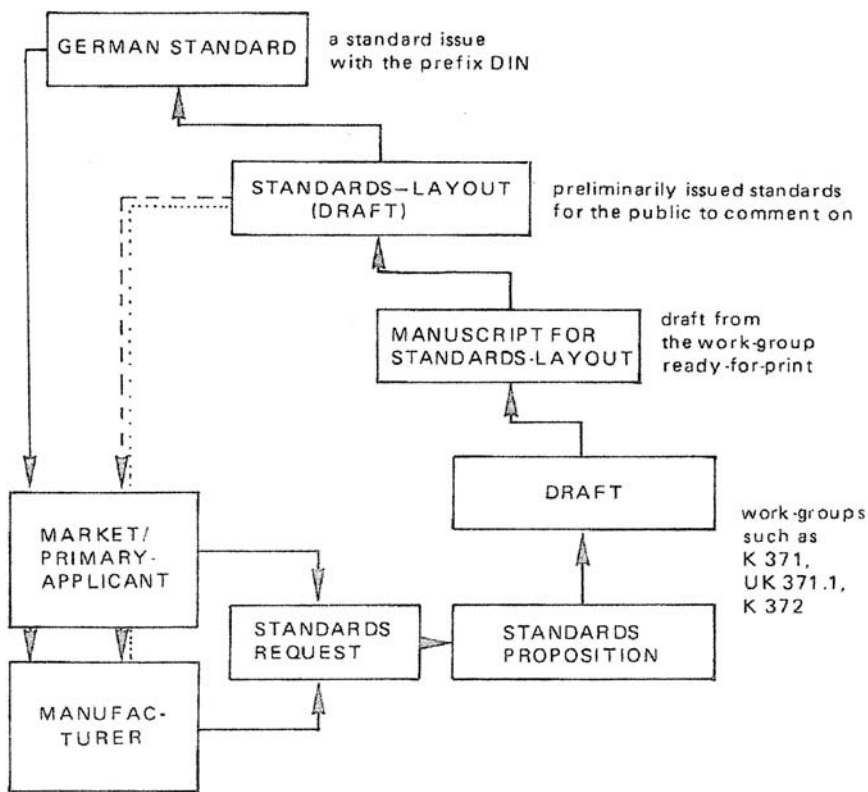 GERMAN STANDARD
a standard issue
with the prefix DIN
STANDARDS–LAYOUT
(DRAFT)
preliminarily issued standards
for the public to comment on
MANUSCRIPT FOR
STANDARDS-LAYOUT
draft from
the work-group
ready-for-print
DRAFT
work-groups
such as
K 371,
UK 371.1,
K 372
MARKET/
PRIMARY-
APPLICANT
STANDARDS
REQUEST
STANDARDS
PROPOSITION
MANUFAC-
TURER